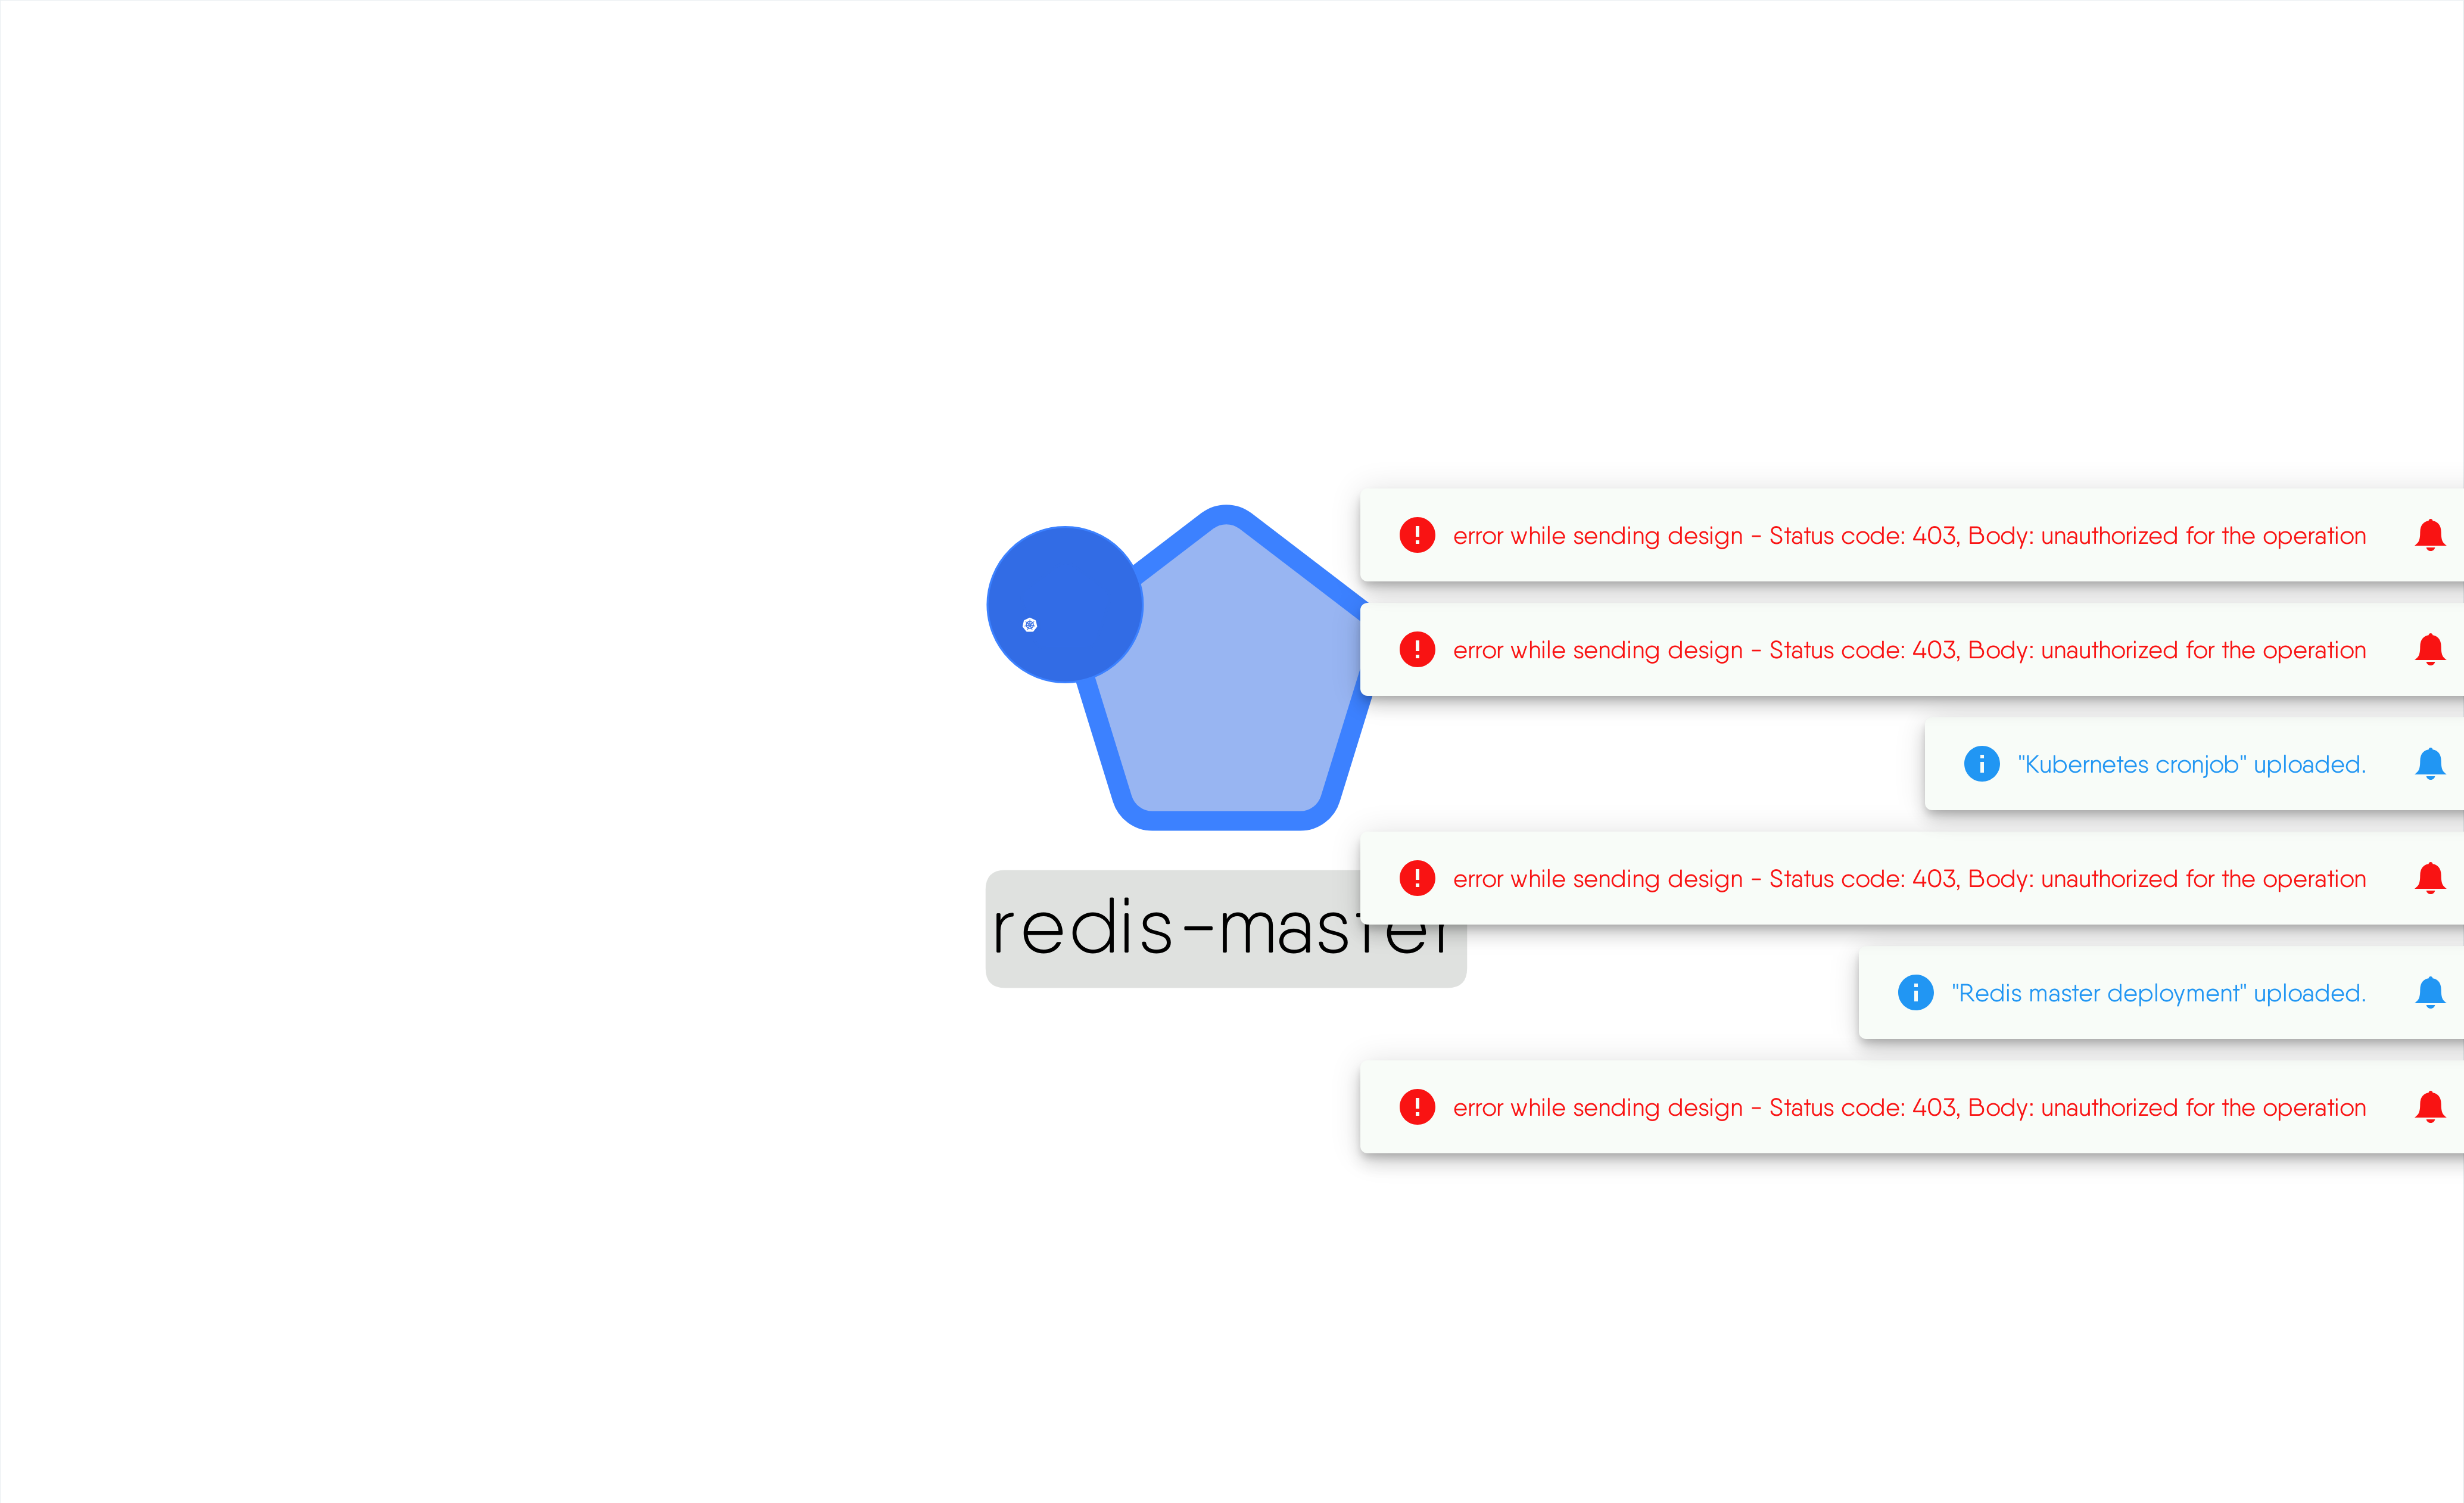 error while sending design - Status code: 403, Body: unauthorized for the operation
error while sending design - Status code: 403, Body: unauthorized for the operation
"Kubernetes cronjob" uploaded.
error while sending design - Status code: 403, Body: unauthorized for the operation
redis-master
"Redis master deployment" uploaded.
error while sending design - Status code: 403, Body: unauthorized for the operation